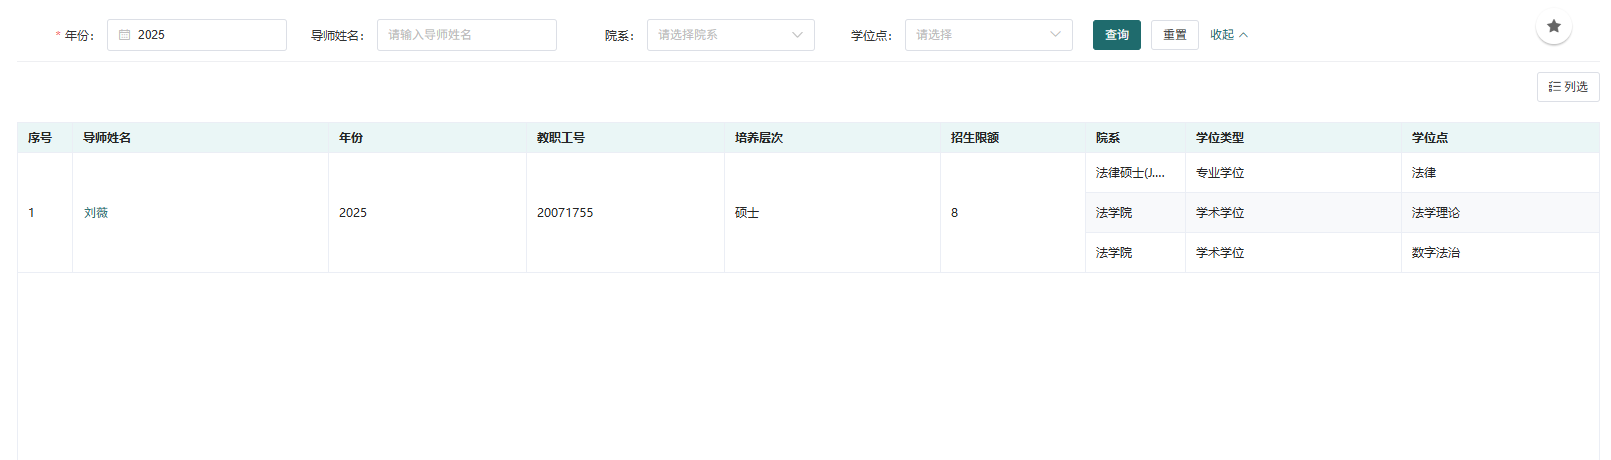 * 年份： 2025 导师姓名： 请输入导师姓名 院系： 请选择院系 学位点： 请选择 查询 重置 收起
列选
序号 导师姓名 年份 教职工号 培养层次 招生限额 院系 学位类型 学位点
法律硕士(J.... 专业学位 法律
1 刘薇 2025 20071755 硕士 8 法学院 学术学位 法学理论
法学院 学术学位 数字法治